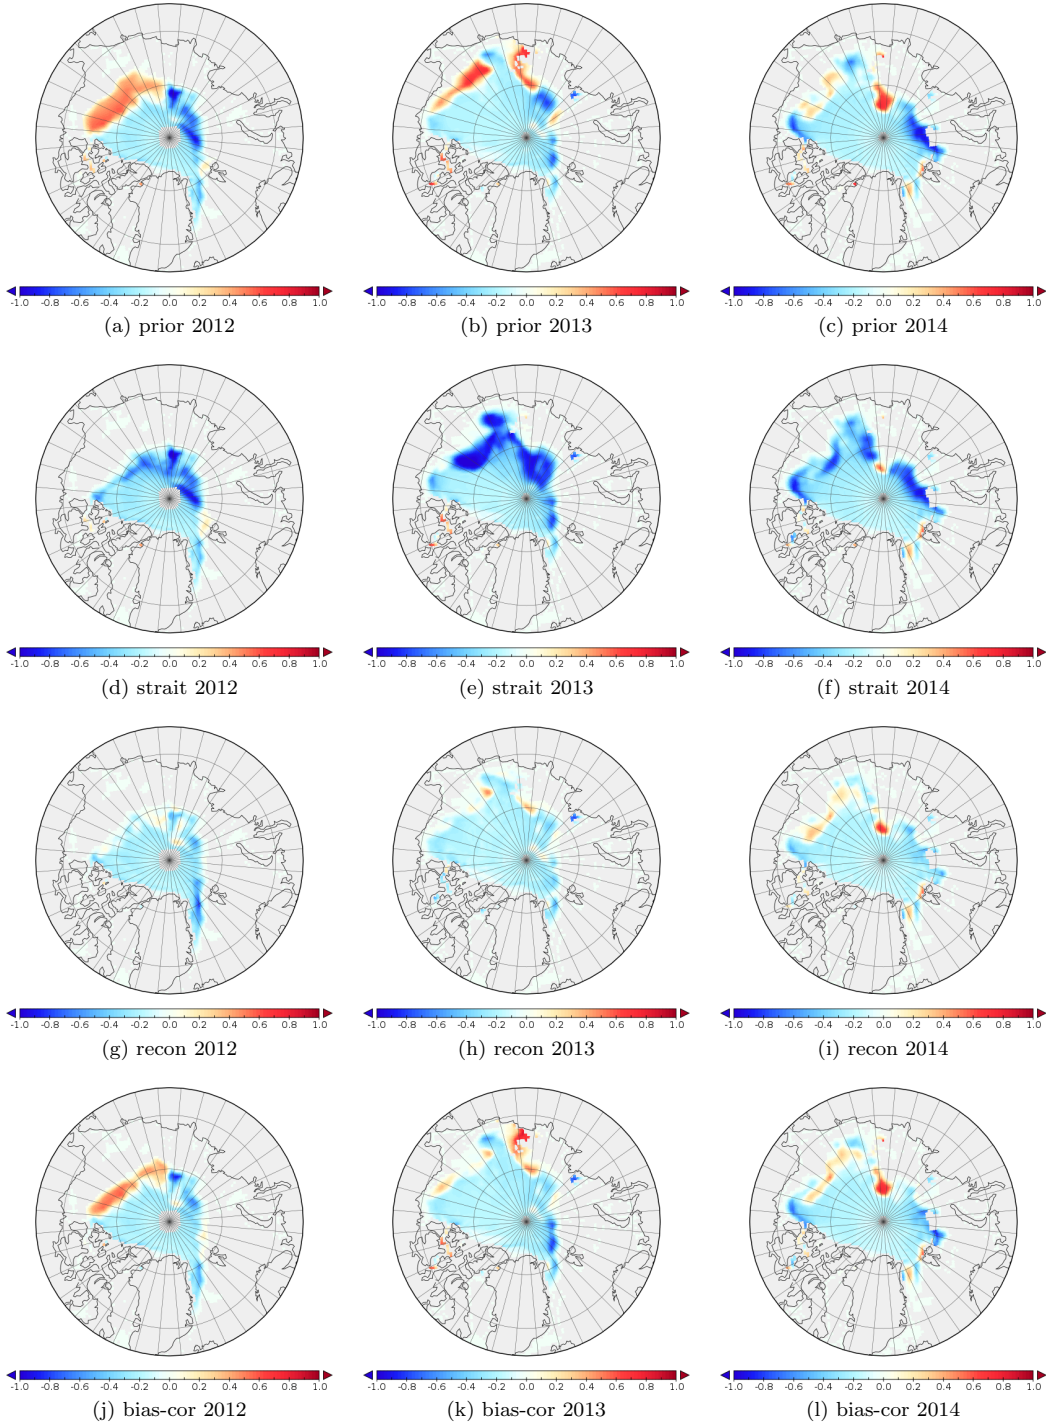 -1.0 -0.8 -0.6 -0.4 -0.2 0.0 0.2 0.4 0.6 0.8 1.0
-1.0 -0.8 -0.6 -0.4 -0.2 0.0 0.2 0.4 0.6 0.8 1.0
-1.0 -0.8 -0.6 -0.4 -0.2 0.0 0.2 0.4 0.6 0.8 1.0
(a) prior 2012
(b) prior 2013
(c) prior 2014
-1.0 -0.8 -0.6 -0.4 -0.2 0.0 0.2 0.4 0.6 0.8 1.0
-1.0 -0.8 -0.6 -0.4 -0.2 0.0 0.2 0.4 0.6 0.8 1.0
-1.0 -0.8 -0.6 -0.4 -0.2 0.0 0.2 0.4 0.6 0.8 1.0
(d) strait 2012
(e) strait 2013
(f) strait 2014
-1.0 -0.8 -0.6 -0.4 -0.2 0.0 0.2 0.4 0.6 0.8 1.0
-1.0 -0.8 -0.6 -0.4 -0.2 0.0 0.2 0.4 0.6 0.8 1.0
-1.0 -0.8 -0.6 -0.4 -0.2 0.0 0.2 0.4 0.6 0.8 1.0
(g) recon 2012
(h) recon 2013
(i) recon 2014
-1.0 -0.8 -0.6 -0.4 -0.2 0.0 0.2 0.4 0.6 0.8 1.0
-1.0 -0.8 -0.6 -0.4 -0.2 0.0 0.2 0.4 0.6 0.8 1.0
-1.0 -0.8 -0.6 -0.4 -0.2 0.0 0.2 0.4 0.6 0.8 1.0
(j) bias-cor 2012
(k) bias-cor 2013
(l) bias-cor 2014